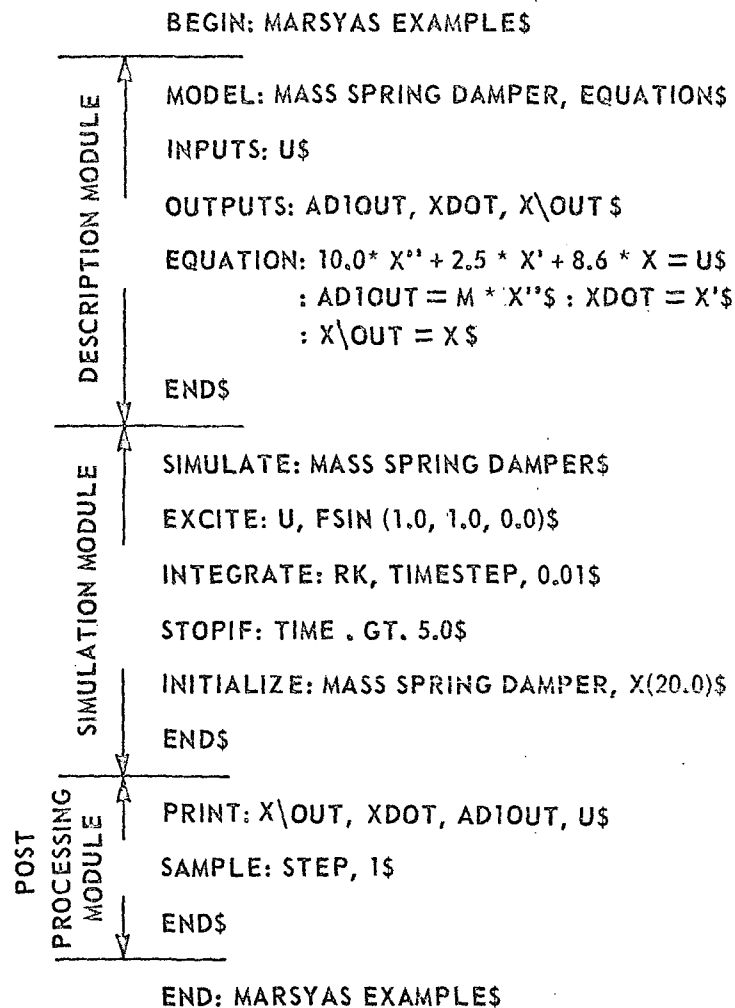 BEGIN: MARSYAS EXAMPLE$
DESCRIPTION MODULE
MODEL: MASS SPRING DAMPER, EQUATION$
INPUTS: U$
OUTPUTS: AD1OUT, XDOT, X\OUT $
EQUATION: 10.0* X'' + 2.5 * X' + 8.6 * X = U$
: AD1OUT = M * X''$ : XDOT = X'$
: X\OUT = X $
END$
SIMULATION MODULE
SIMULATE: MASS SPRING DAMPER$
EXCITE: U, FSIN (1.0, 1.0, 0.0)$
INTEGRATE: RK, TIMESTEP, 0.01$
STOPIF: TIME . GT. 5.0$
INITIALIZE: MASS SPRING DAMPER, X(20.0)$
END$
POST
PROCESSING
MODULE
PRINT: X\OUT, XDOT, AD1OUT, U$
SAMPLE: STEP, 1$
END$
END: MARSYAS EXAMPLE$